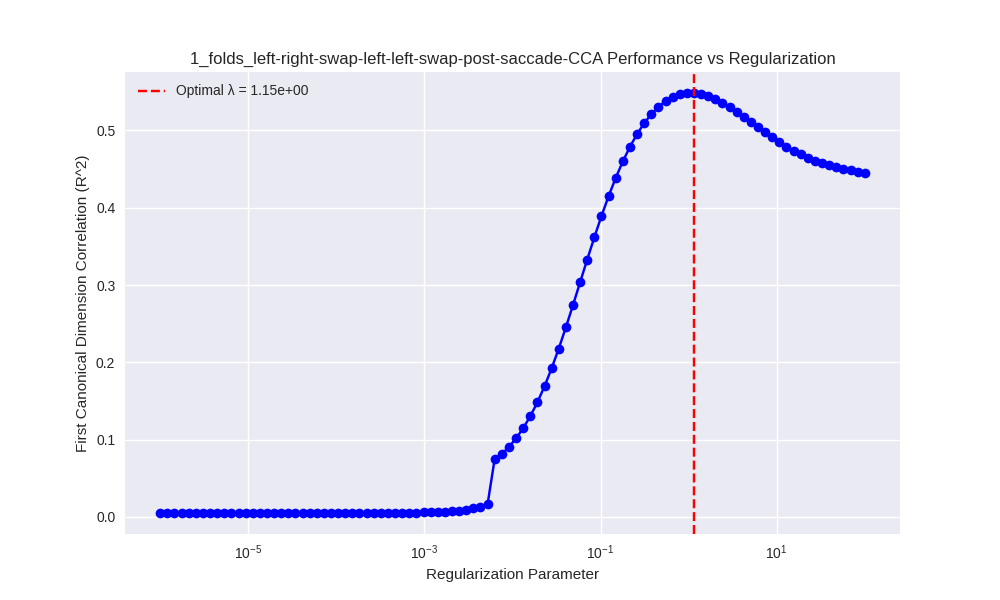 1_folds_left-right-swap-left-left-swap-post-saccade-CCA Performance vs Regularization
Optimal λ = 1.15e+00
First Canonical Dimension Correlation (R^2)
0.5
0.4
0.3
0.2
0.1
0.0
10⁻⁵
10⁻³
10⁻¹
10¹
Regularization Parameter